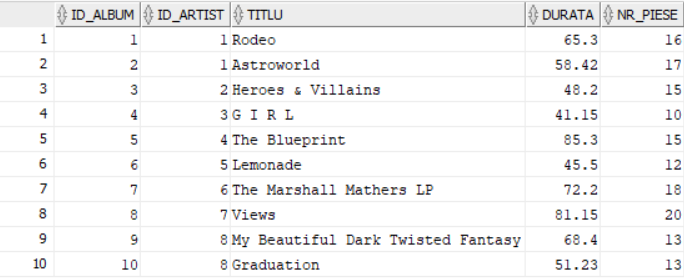 ID_ALBUM ID_ARTIST TITLU DURATA NR_PIESE
1 1 1 Rodeo 65.3 16
2 2 1 Astroworld 58.42 17
3 3 2 Heroes & Villains 48.2 15
4 4 3 G I R L 41.15 10
5 5 4 The Blueprint 85.3 15
6 6 5 Lemonade 45.5 12
7 7 6 The Marshall Mathers LP 72.2 18
8 8 7 Views 81.15 20
9 9 8 My Beautiful Dark Twisted Fantasy 68.4 13
10 10 8 Graduation 51.23 13